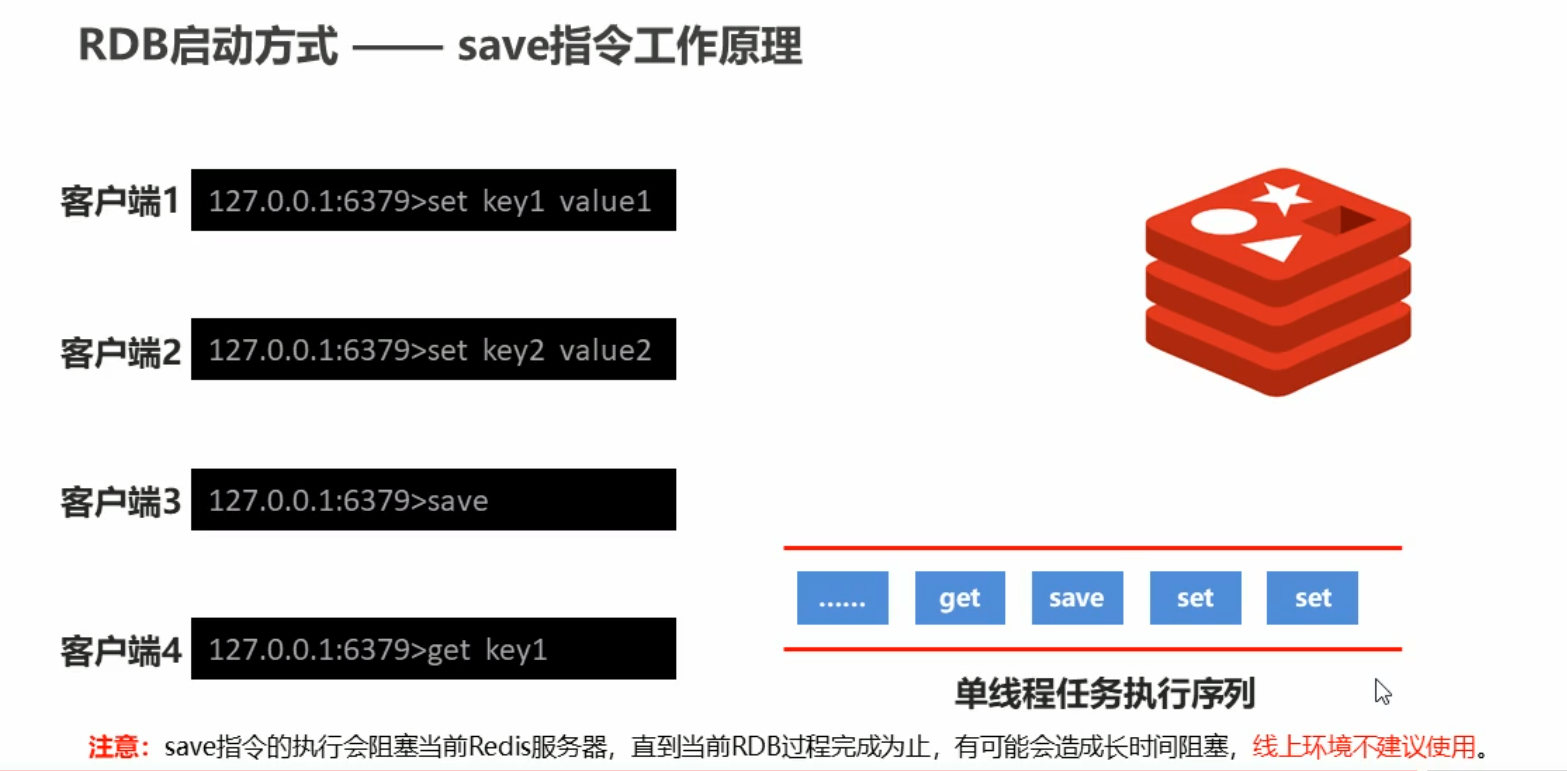 RDB启动方式 —— save指令工作原理
客户端1 127.0.0.1:6379>set key1 value1
客户端2 127.0.0.1:6379>set key2 value2
客户端3 127.0.0.1:6379>save
客户端4 127.0.0.1:6379>get key1
...... get save set set
单线程任务执行序列
注意：save指令的执行会阻塞当前Redis服务器，直到当前RDB过程完成为止，有可能会造成长时间阻塞，线上环境不建议使用。